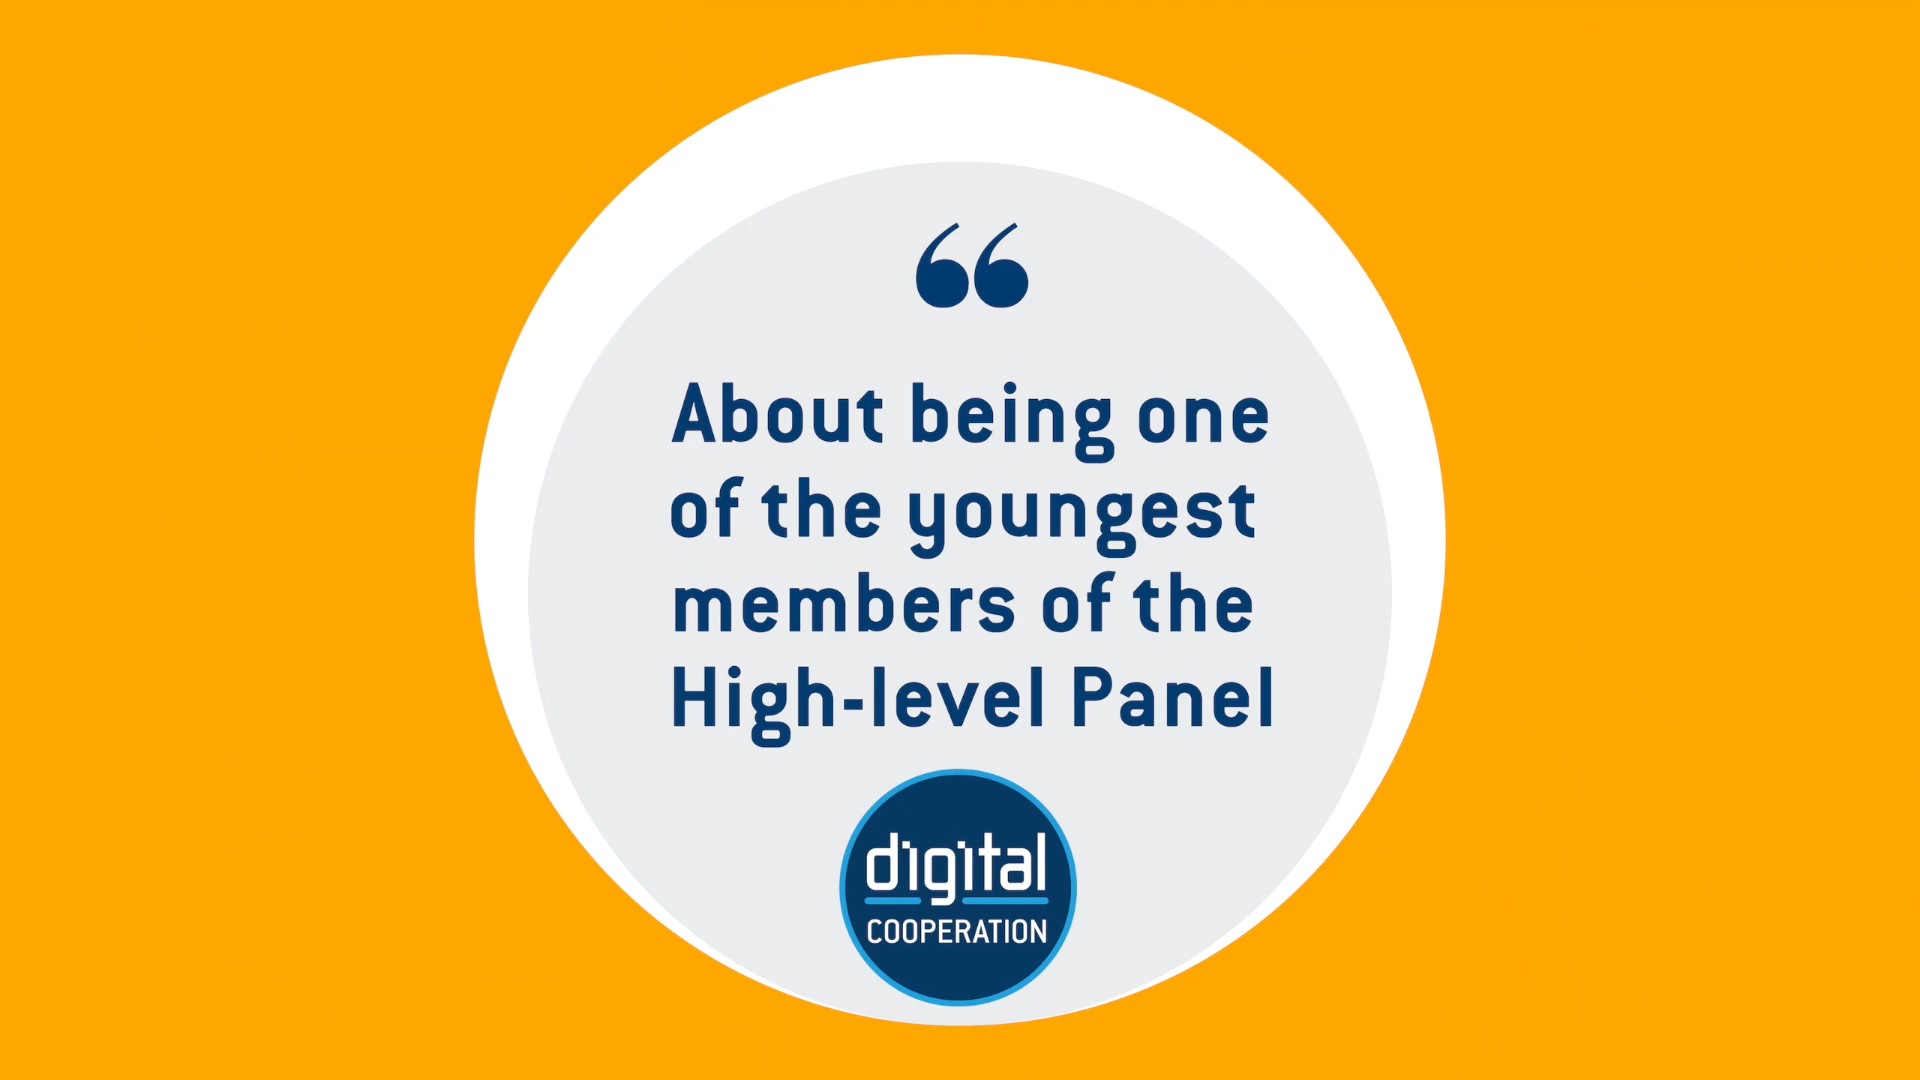 “
About being one
of the youngest
members of the
High-level Panel
digital
COOPERATION